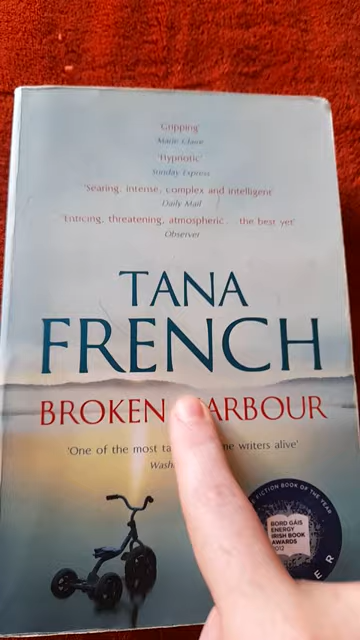 'Gripping'
Marie Claire
'Hypnotic'
Sunday Express
'Searing, intense, complex and intelligent'
Daily Mail
'Enticing, threatening, atmospheric... the best yet'
Observer
TANA
FRENCH
BROKEN ARBOUR
'One of the most ta me writers alive'
Wash
FICTION BOOK OF THE YEAR
BORD GÁIS
ENERGY
IRISH BOOK
AWARDS
2012
E R